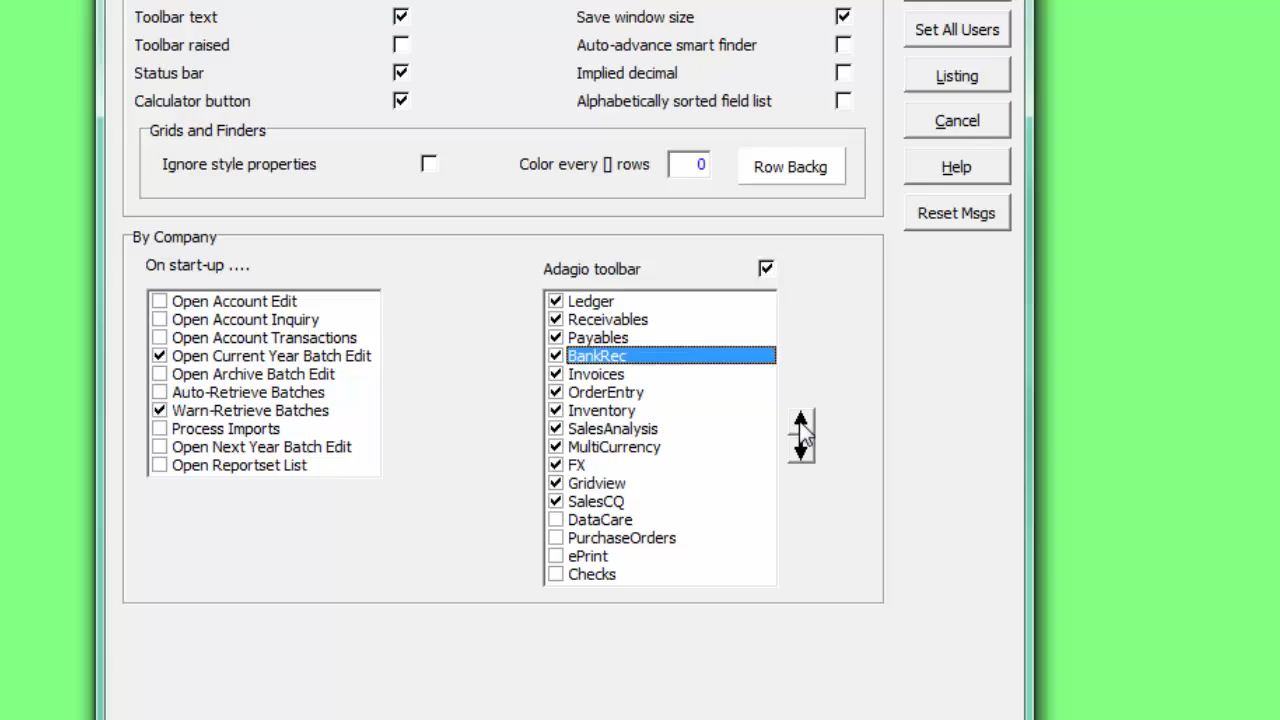 Toolbar text
Save window size
Set All Users
Toolbar raised
Auto-advance smart finder
Status bar
Implied decimal
Listing
Calculator button
Alphabetically sorted field list
Cancel
Grids and Finders
Ignore style properties
Color every [] rows
0
Row Backg
Help
Reset Msgs
By Company
On start-up ....
Adagio toolbar
Open Account Edit
Open Account Inquiry
Open Account Transactions
Open Current Year Batch Edit
Open Archive Batch Edit
Auto-Retrieve Batches
Warn-Retrieve Batches
Process Imports
Open Next Year Batch Edit
Open Reportset List
Ledger
Receivables
Payables
BankRec
Invoices
OrderEntry
Inventory
SalesAnalysis
MultiCurrency
FX
Gridview
SalesCQ
DataCare
PurchaseOrders
ePrint
Checks